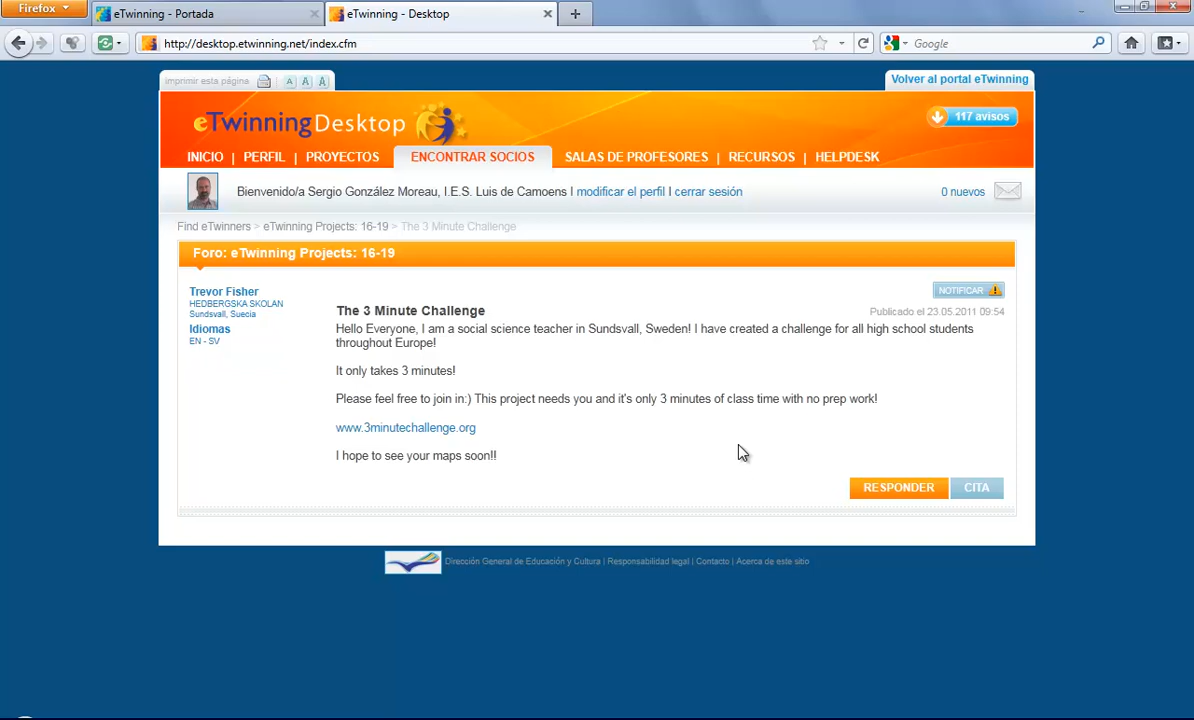 Firefox
eTwinning - Portada
eTwinning - Desktop
http://desktop.etwinning.net/index.cfm
Google
imprimir esta página | A A A
Volver al portal eTwinning
eTwinning Desktop
117 avisos
INICIO | PERFIL | PROYECTOS ENCONTRAR SOCIOS SALAS DE PROFESORES | RECURSOS | HELPDESK
Bienvenido/a Sergio González Moreau, I.E.S. Luis de Camoens I modificar el perfil I cerrar sesión
0 nuevos
Find eTwinners > eTwinning Projects: 16-19 > The 3 Minute Challenge
Foro: eTwinning Projects: 16-19
Trevor Fisher
HEDBERGSKA SKOLAN
Sundsvall, Suecia
Idiomas
EN - SV
NOTIFICAR
The 3 Minute Challenge
Publicado el 23.05.2011 09:54
Hello Everyone, I am a social science teacher in Sundsvall, Sweden! I have created a challenge for all high school students
throughout Europe!
It only takes 3 minutes!
Please feel free to join in:) This project needs you and it's only 3 minutes of class time with no prep work!
www.3minutechallenge.org
I hope to see your maps soon!!
RESPONDER
CITA
Dirección General de Educación y Cultura | Responsabilidad legal | Contacto | Acerca de este sitio